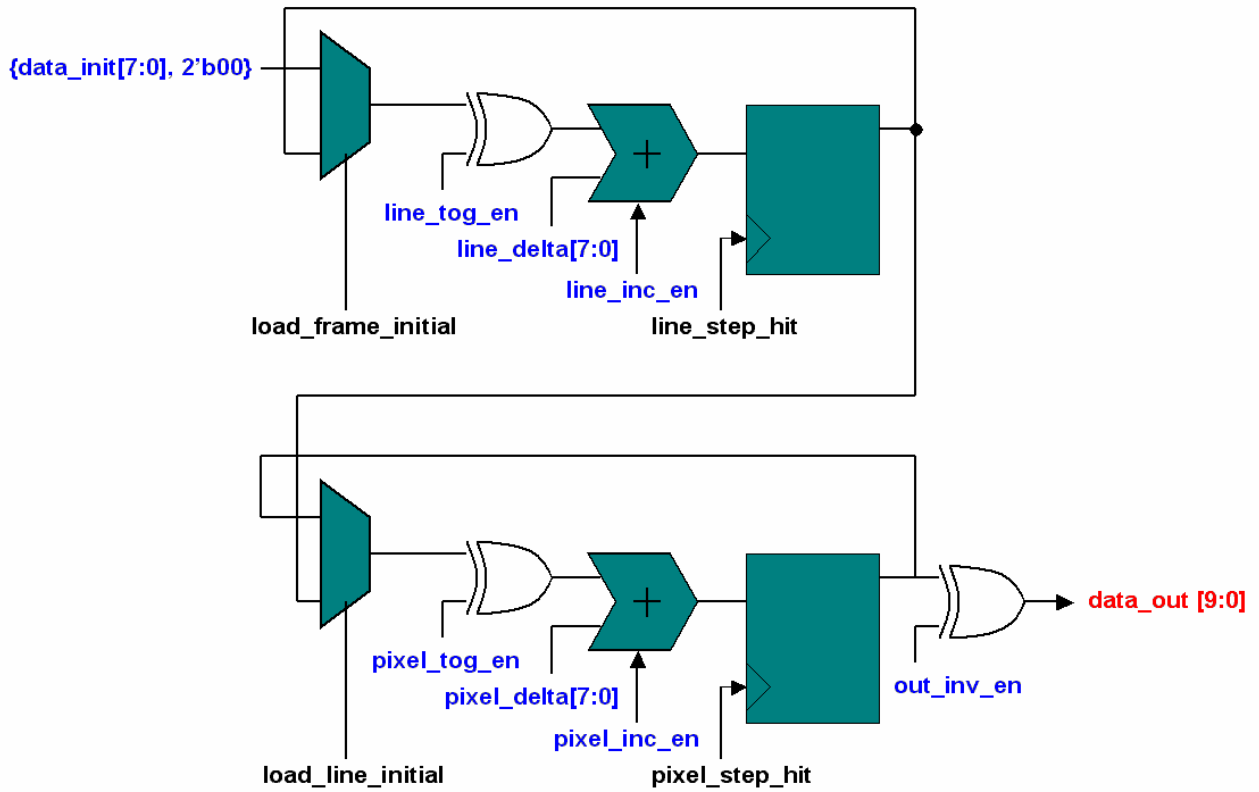 {data_init[7:0], 2'b00}
+
line_tog_en
line_delta[7:0]
line_inc_en
load_frame_initial
line_step_hit
+
data_out [9:0]
pixel_tog_en
pixel_delta[7:0]
out_inv_en
pixel_inc_en
load_line_initial
pixel_step_hit